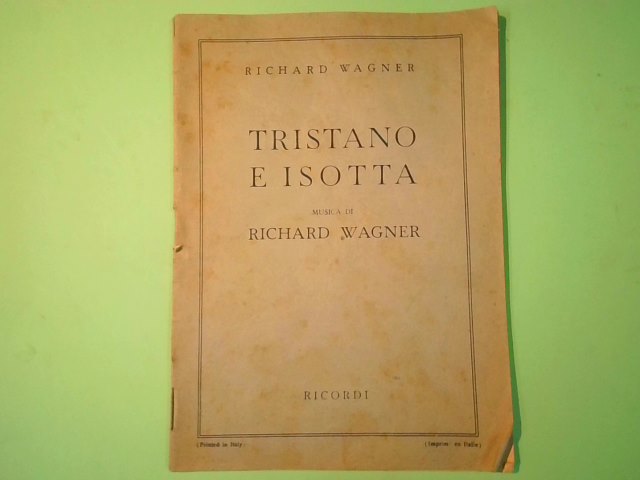 RICHARD WAGNER
TRISTANO
E ISOTTA
MUSICA DI
RICHARD WAGNER
RICORDI
(Printed in Italy)
(Imprimé en Italie)